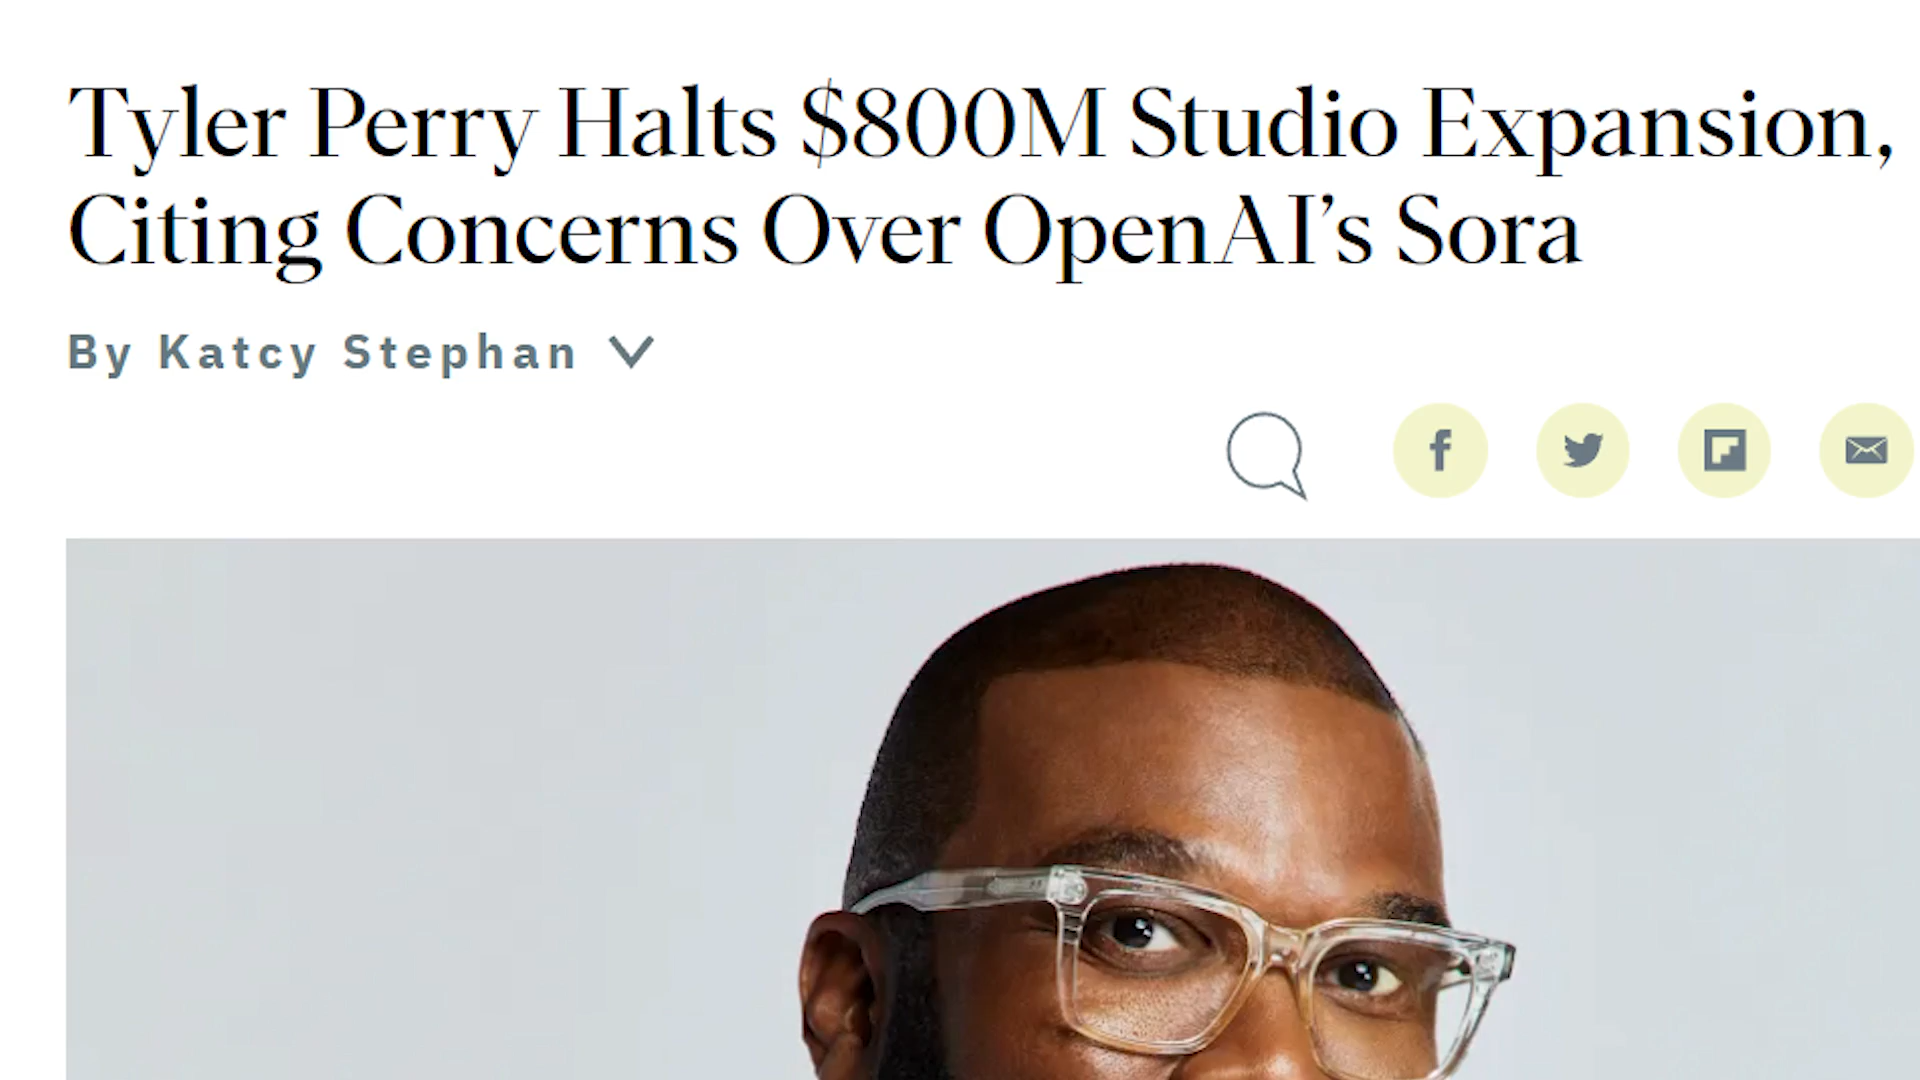 Tyler Perry Halts $800M Studio Expansion,
Citing Concerns Over OpenAI’s Sora
By Katcy Stephan